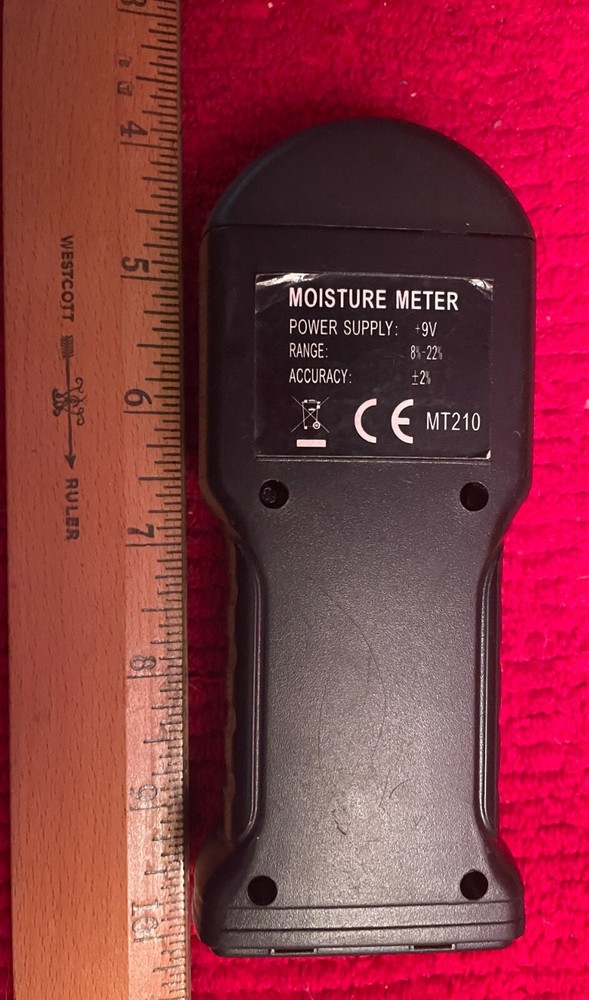 3
4
5
6
7
8
9
10
WESTCOTT
RULER
MOISTURE METER
POWER SUPPLY: +9V
RANGE: 8%-22%
ACCURACY: ±2%
CE MT210